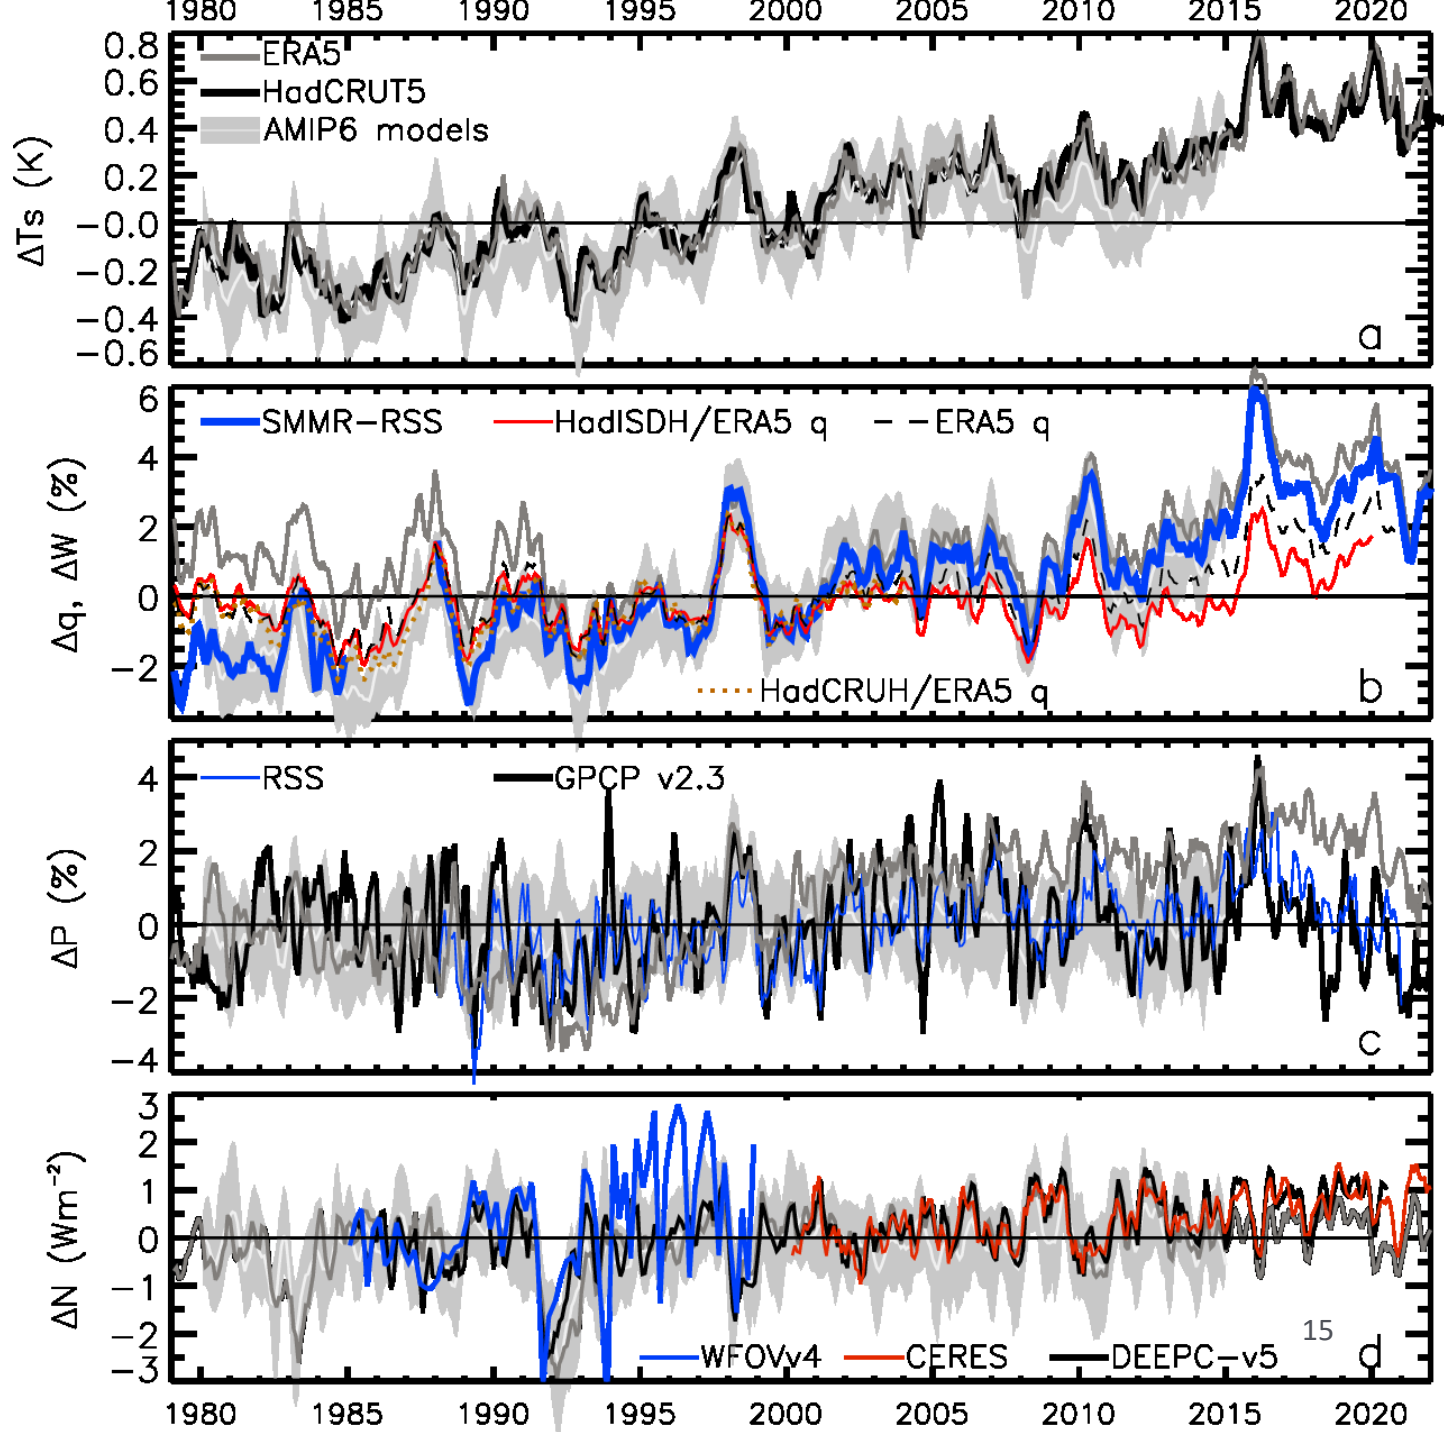 1980 1985 1990 1995 2000 2005 2010 2015 2020
0.8
0.6
0.4
0.2
−0.0
−0.2
−0.4
−0.6
ΔTs (K)
ERA5
HadCRUT5
AMIP6 models
a
6
4
2
0
−2
Δq, ΔW (%)
SMMR−RSS HadISDH/ERA5 q ERA5 q
HadCRUH/ERA5 q
b
4
2
0
−2
−4
ΔP (%)
RSS GPCP v2.3
c
3
2
1
0
−1
−2
−3
ΔN (Wm⁻²)
15
WFOVv4 CERES DEEPC−v5 d
1980 1985 1990 1995 2000 2005 2010 2015 2020